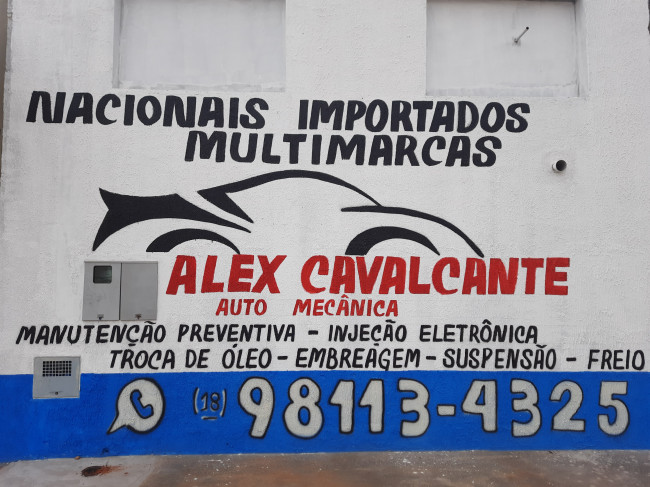 NACIONAIS IMPORTADOS
MULTIMARCAS
ALEX CAVALCANTE
AUTO MECÂNICA
MANUTENÇÃO PREVENTIVA - INJEÇÃO ELETRÔNICA
TROCA DE ÓLEO - EMBREAGEM - SUSPENSÃO - FREIO
(18) 98113-4325